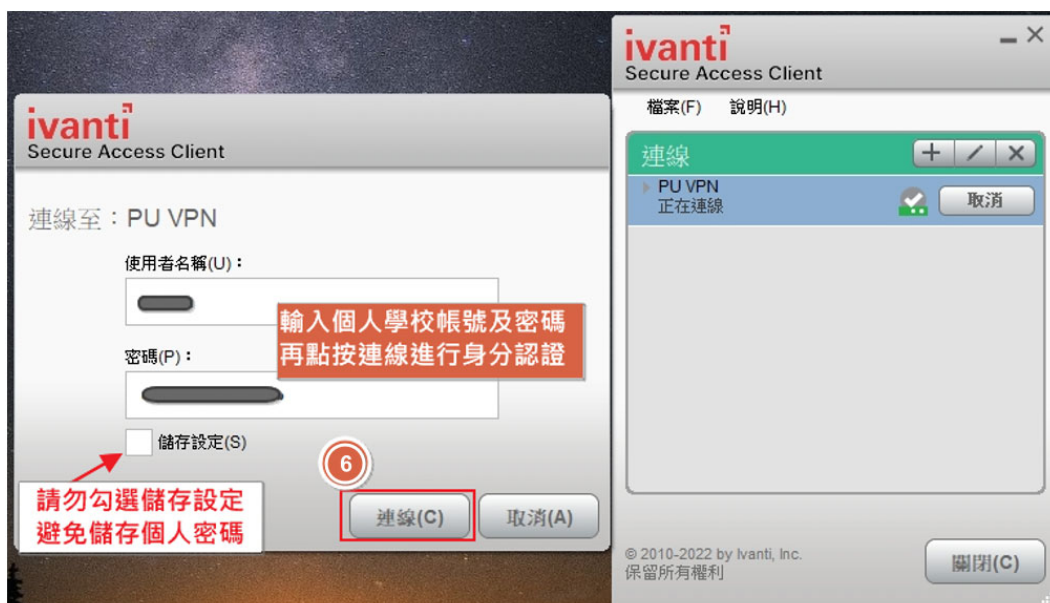 ivanti
Secure Access Client
連線至：PU VPN
使用者名稱(U)：
輸入個人學校帳號及密碼
再點按連線進行身分認證
密碼(P)：
儲存設定(S)
請勿勾選儲存設定
避免儲存個人密碼
6
連線(C)
取消(A)
ivanti
Secure Access Client
檔案(F) 說明(H)
連線
PU VPN
正在連線
取消
© 2010-2022 by Ivanti, Inc.
保留所有權利
關閉(C)